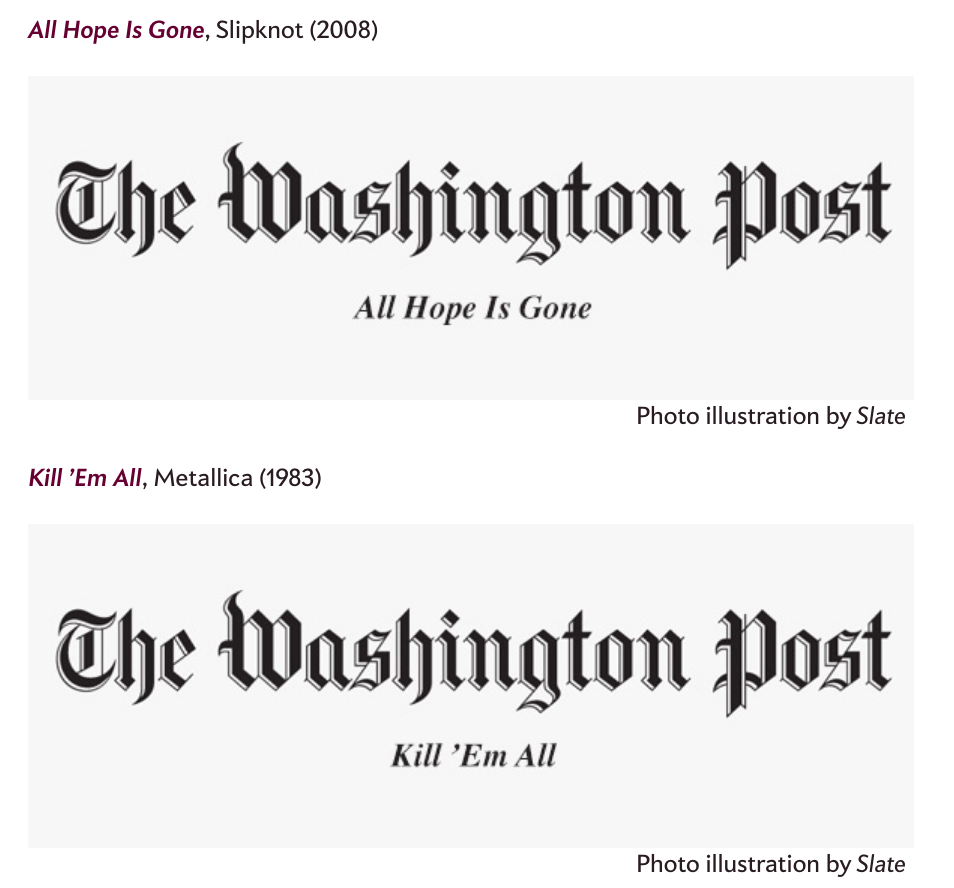 All Hope Is Gone, Slipknot (2008)
The Washington Post
All Hope Is Gone
Photo illustration by Slate
Kill ’Em All, Metallica (1983)
The Washington Post
Kill ’Em All
Photo illustration by Slate